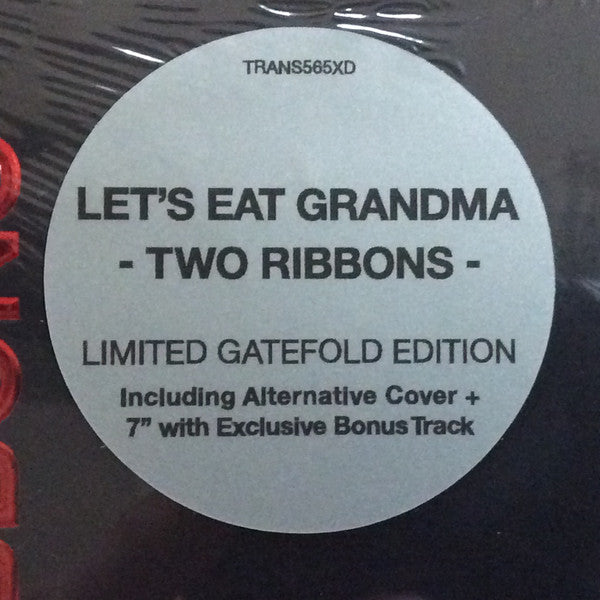 TRANS565XD
LET'S EAT GRANDMA
- TWO RIBBONS -
LIMITED GATEFOLD EDITION
Including Alternative Cover +
7" with Exclusive Bonus Track